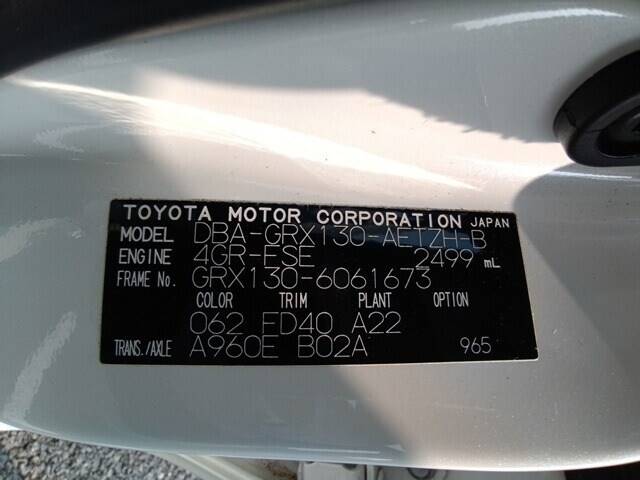 TOYOTA MOTOR CORPORATION JAPAN
MODEL DBA-GRX130-AETZH-B
ENGINE 4GR-FSE 2499 mL
FRAME No. GRX130-6061673
COLOR TRIM PLANT OPTION
062 FD40 A22
TRANS./AXLE A960E B02A 965